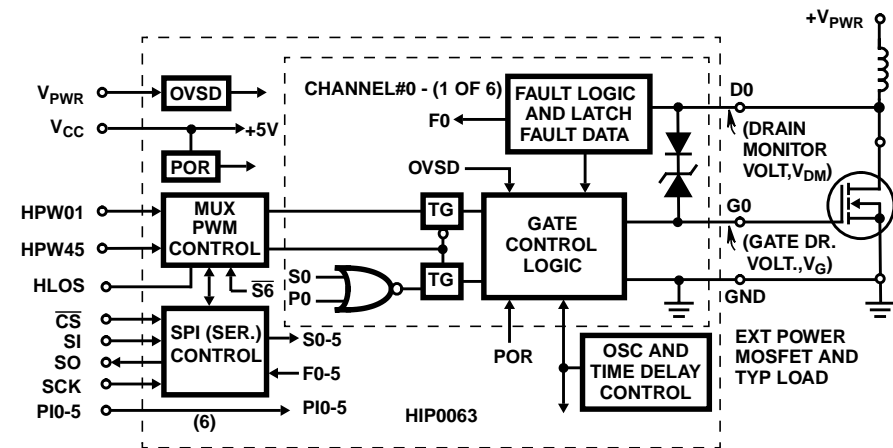 +VPWR
CHANNEL#0 - (1 OF 6)
FAULT LOGIC
AND LATCH
FAULT DATA
F0
D0
(DRAIN
MONITOR
VOLT,VDM)
VPWR
OVSD
VCC
+5V
POR
OVSD
HPW01
HPW45
HLOS
MUX
PWM
CONTROL
S6
TG
TG
S0
P0
GATE
CONTROL
LOGIC
G0
(GATE DR.
VOLT.,VG)
GND
CS
SI
SO
SCK
SPI (SER.)
CONTROL
S0-5
F0-5
PI0-5
(6)
PI0-5
POR
OSC AND
TIME DELAY
CONTROL
EXT POWER
MOSFET AND
TYP LOAD
HIP0063